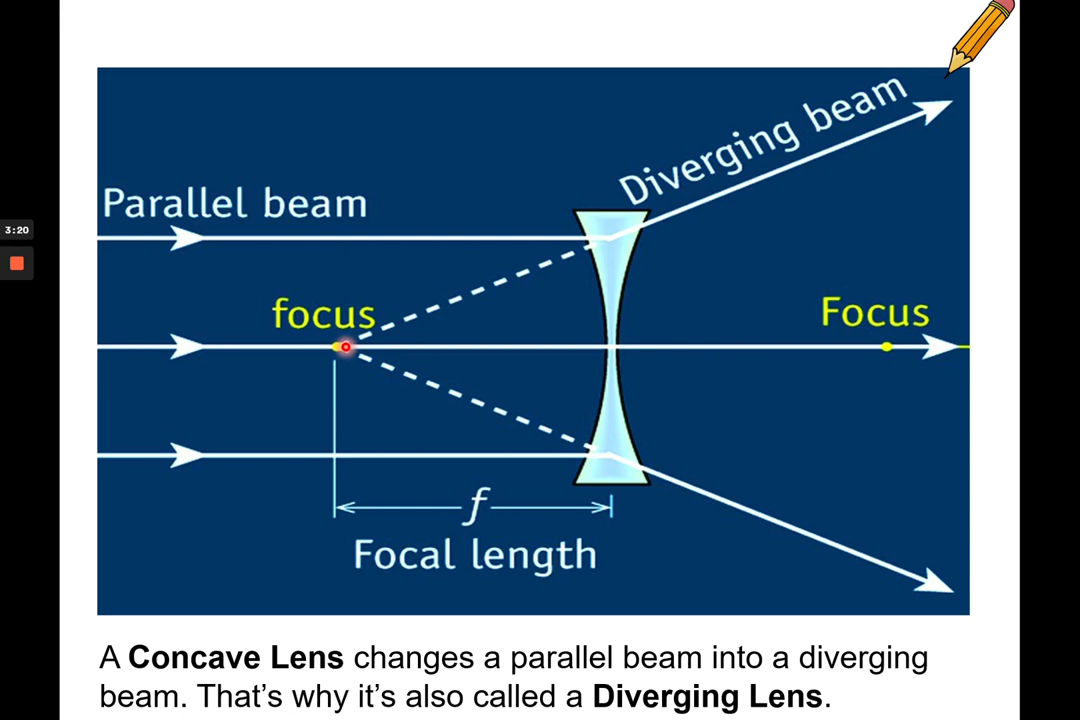 3:20
Diverging beam
Parallel beam
focus
Focus
f
Focal length
A Concave Lens changes a parallel beam into a diverging
beam. That’s why it’s also called a Diverging Lens.